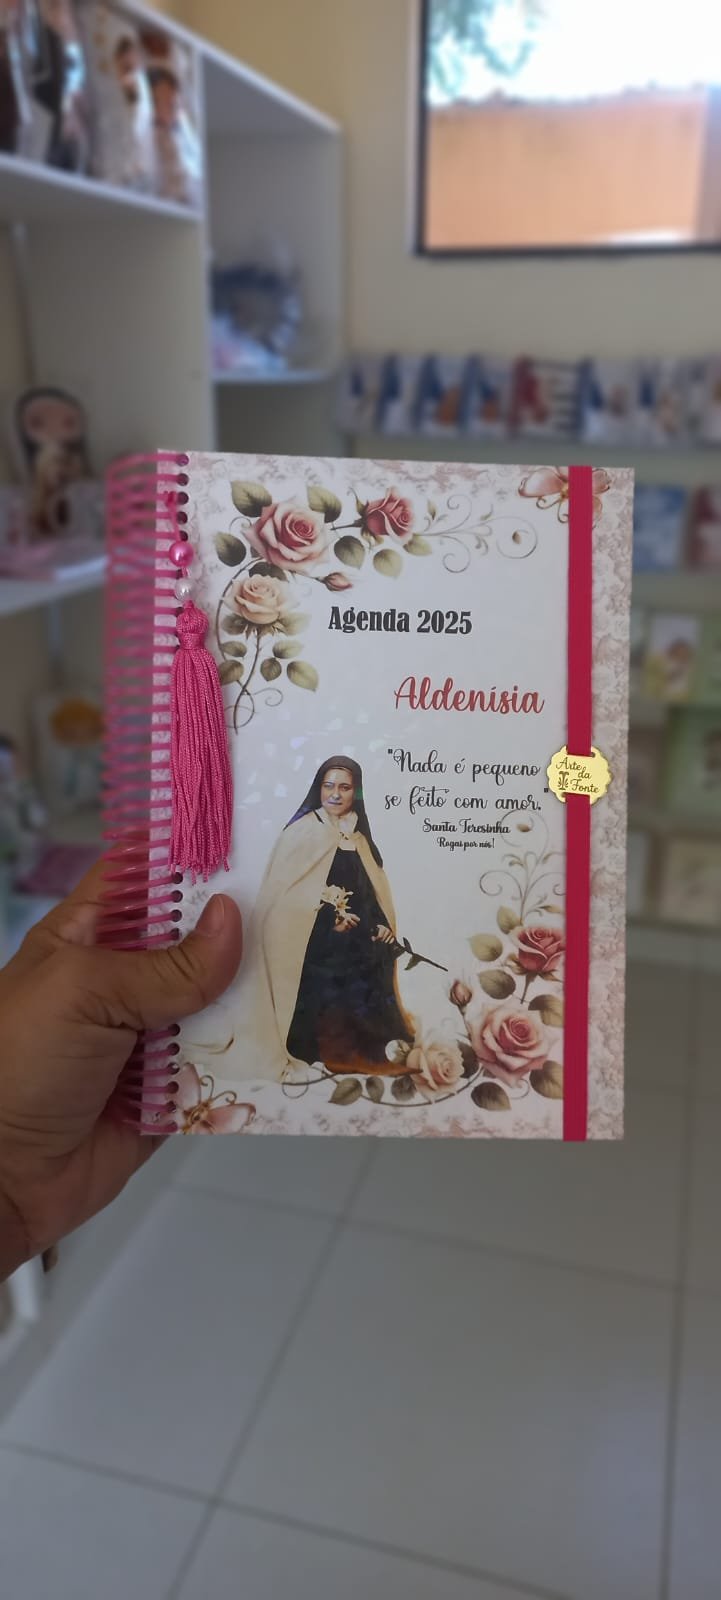 Agenda 2025
Aldenísia
"Nada é pequeno
se feito com amor."
Santa Teresinha
Rogai por nós!
Arte
da
Fonte